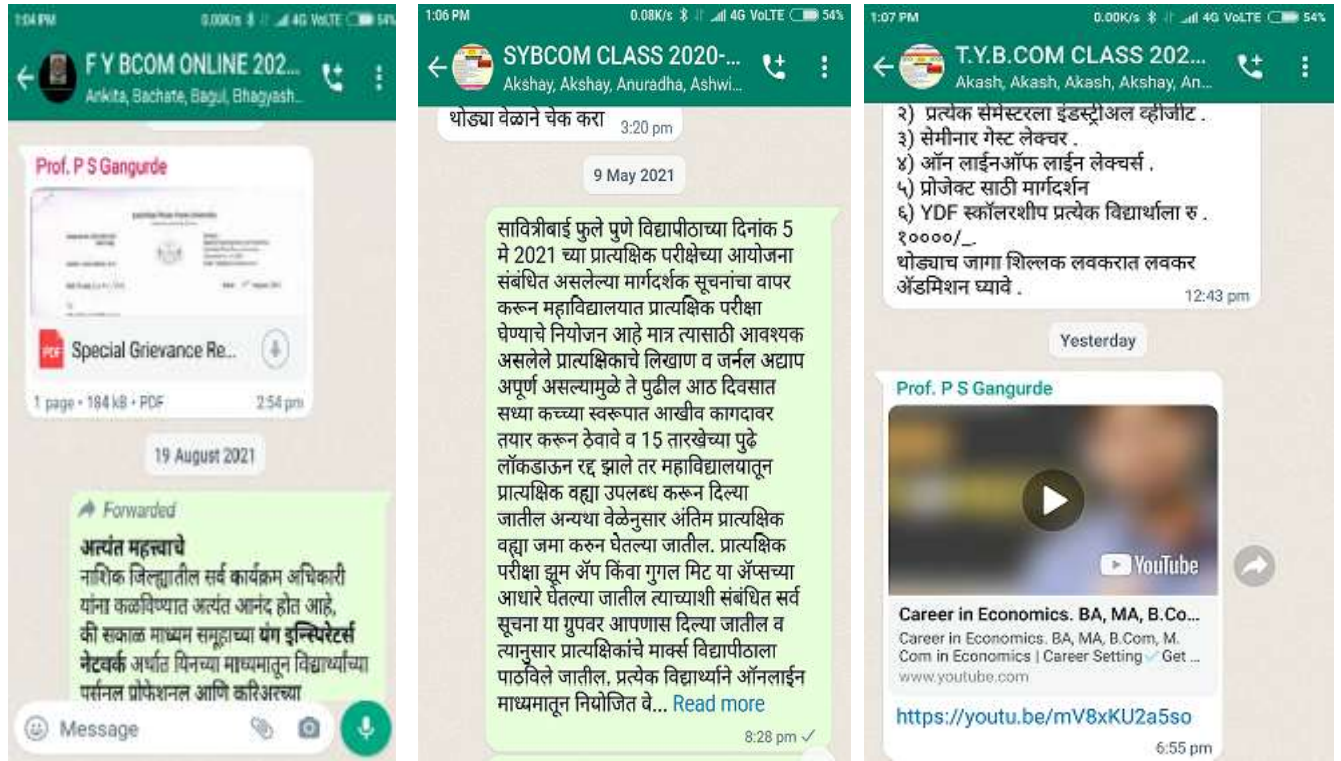 1:04 PM
0.00K/s 4G VoLTE 54%
F Y BCOM ONLINE 202...
Ankita, Bachate, Bagul, Bhagyash...
Prof. P S Gangurde
PDF
Special Grievance Re...
1 page • 184 kB • PDF
2:54 pm
19 August 2021
Forwarded
अत्यंत महत्त्वाचे
नाशिक जिल्ह्यातील सर्व कार्यक्रम अधिकारी
यांना कळविण्यात अत्यंत आनंद होत आहे,
की सकाळ माध्यम समूहाच्या यंग इन्स्पिरेटर्स
नेटवर्क अर्थात यिनच्या माध्यमातून विद्यार्थ्यांच्या
पर्सनल प्रोफेशनल आणि करिअरच्या
Message
1:06 PM
0.08K/s 4G VoLTE 54%
SYBCOM CLASS 2020-...
Akshay, Akshay, Anuradha, Ashwi...
थोड्या वेळाने चेक करा
3:20 pm
9 May 2021
सावित्रीबाई फुले पुणे विद्यापीठाच्या दिनांक 5
मे 2021 च्या प्रात्यक्षिक परीक्षेच्या आयोजना
संबंधित असलेल्या मार्गदर्शक सूचनांचा वापर
करून महाविद्यालयात प्रात्यक्षिक परीक्षा
घेण्याचे नियोजन आहे मात्र त्यासाठी आवश्यक
असलेले प्रात्यक्षिकाचे लिखाण व जर्नल अद्याप
अपूर्ण असल्यामुळे ते पुढील आठ दिवसात
सध्या कच्च्या स्वरूपात आखीव कागदावर
तयार करून ठेवावे व 15 तारखेच्या पुढे
लॉकडाऊन रद्द झाले तर महाविद्यालयातून
प्रात्यक्षिक वह्या उपलब्ध करून दिल्या
जातील अन्यथा वेळेनुसार अंतिम प्रात्यक्षिक
वह्या जमा करुन घेतल्या जातील. प्रात्यक्षिक
परीक्षा झूम ॲप किंवा गुगल मिट या ॲप्सच्या
आधारे घेतल्या जातील त्याच्याशी संबंधित सर्व
सूचना या ग्रुपवर आपणास दिल्या जातील व
त्यानुसार प्रात्यक्षिकांचे मार्क्स विद्यापीठाला
पाठविले जातील, प्रत्येक विद्यार्थ्याने ऑनलाईन
माध्यमातून नियोजित वे... Read more
8:28 pm
1:07 PM
0.00K/s 4G VoLTE 54%
T.Y.B.COM CLASS 202...
Akash, Akash, Akash, Akshay, An...
२) प्रत्येक सेमेस्टरला इंडस्ट्रीअल व्हीजीट .
३) सेमीनार गेस्ट लेक्चर .
४) ऑन लाईनऑफ लाईन लेक्चर्स .
५) प्रोजेक्ट साठी मार्गदर्शन
६) YDF स्कॉलरशीप प्रत्येक विद्यार्थाला रु .
१००००/_.
थोड्याच जागा शिल्लक लवकरात लवकर
ॲडमिशन घ्यावे .
12:43 pm
Yesterday
Prof. P S Gangurde
YouTube
Career in Economics. BA, MA, B.Co...
Career in Economics. BA, MA, B.Com, M.
Com in Economics | Career Setting✓ Get ...
www.youtube.com
https://youtu.be/mV8xKU2a5so
6:55 pm